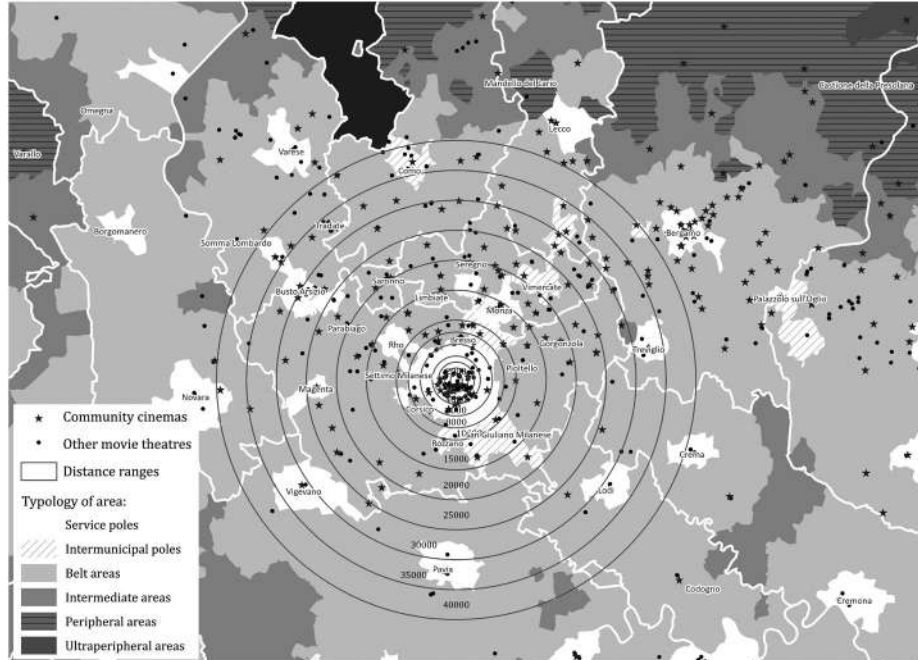 Mandello del Lario
Castione della Presolana
Omegna
Lecco
Varallo
Varese
Como
Borgomanero
Tradate
Bergamo
Somma Lombardo
Seregno
Saronno
Busto Arsizio
Vimercate
Palazzolo sull'Oglio
Limbiate
Monza
Parabiago
Bresso
Rho
Gorgonzola
Treviglio
Settimo Milanese
Pioltello
Magenta
Novara
Corsico
San Giuliano Milanese
Rozzano
Crema
15000
20000
Vigevano
Lodi
25000
30000
Pavia
35000
40000
Codogno
Cremona
Community cinemas
Other movie theatres
Distance ranges
Typology of area:
Service poles
Intermunicipal poles
Belt areas
Intermediate areas
Peripheral areas
Ultraperipheral areas